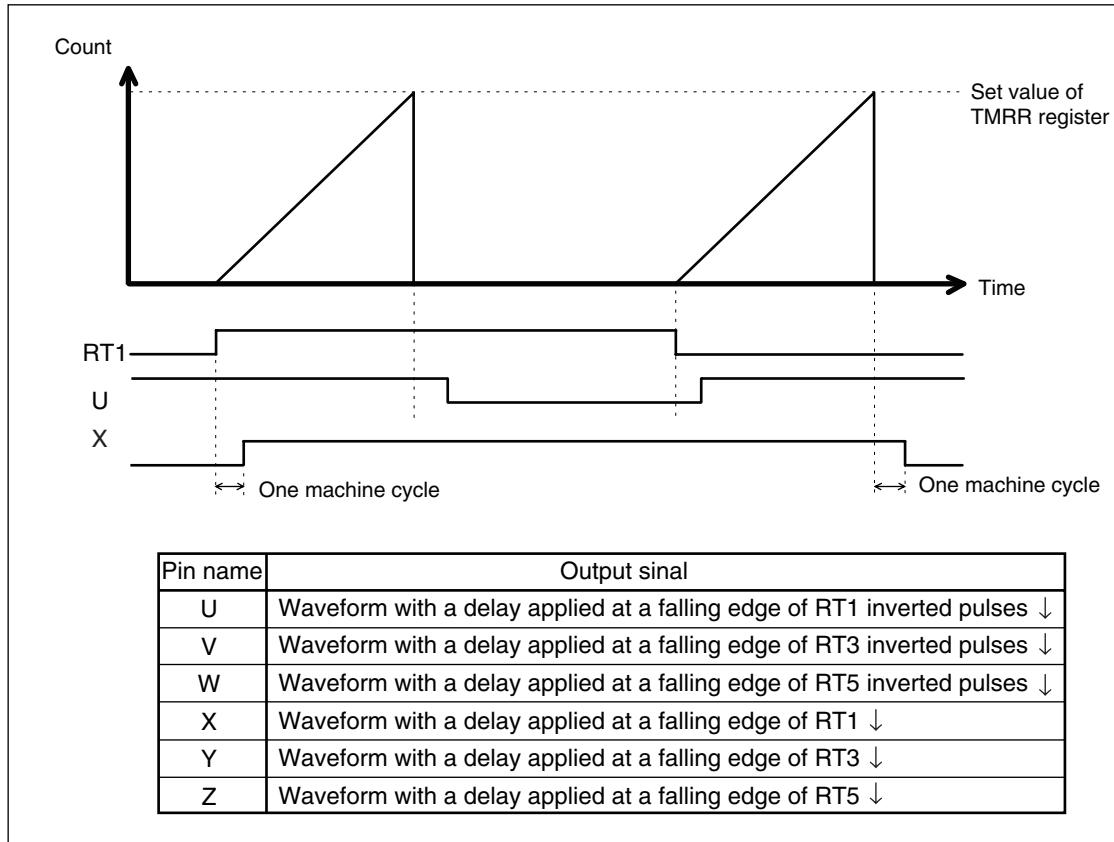 Count
Set value of
TMRR register
Time
RT1
U
X
One machine cycle
One machine cycle
Pin name Output sinal
U Waveform with a delay applied at a falling edge of RT1 inverted pulses ↓
V Waveform with a delay applied at a falling edge of RT3 inverted pulses ↓
W Waveform with a delay applied at a falling edge of RT5 inverted pulses ↓
X Waveform with a delay applied at a falling edge of RT1 ↓
Y Waveform with a delay applied at a falling edge of RT3 ↓
Z Waveform with a delay applied at a falling edge of RT5 ↓